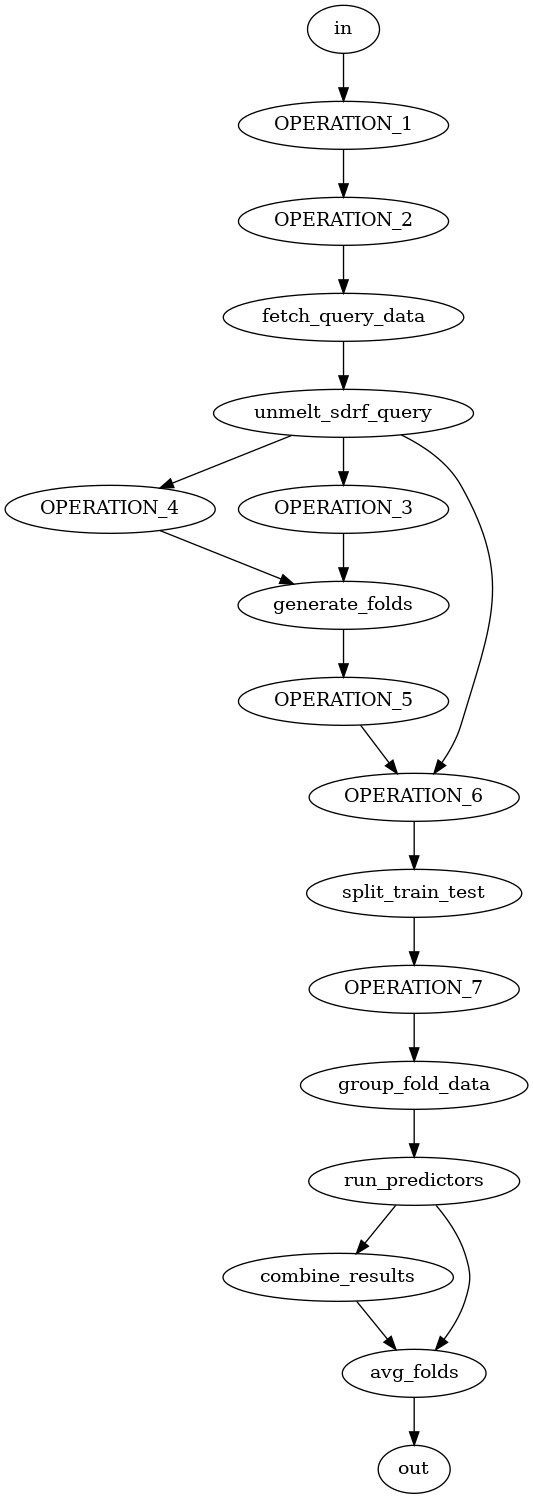 in
OPERATION_1
OPERATION_2
fetch_query_data
unmelt_sdrf_query
OPERATION_4
OPERATION_3
generate_folds
OPERATION_5
OPERATION_6
split_train_test
OPERATION_7
group_fold_data
run_predictors
combine_results
avg_folds
out